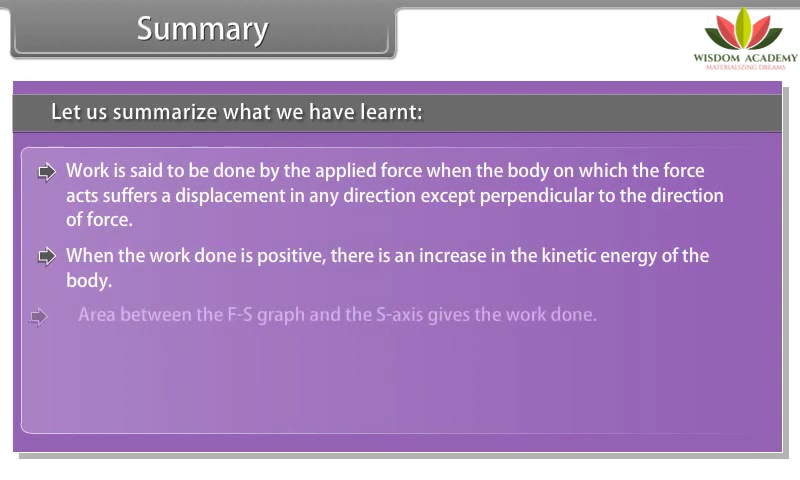 Summary
WISDOM ACADEMY
MATERIALIZING DREAMS
Let us summarize what we have learnt:
Work is said to be done by the applied force when the body on which the force
acts suffers a displacement in any direction except perpendicular to the direction
of force.
When the work done is positive, there is an increase in the kinetic energy of the
body.
Area between the F-S graph and the S-axis gives the work done.